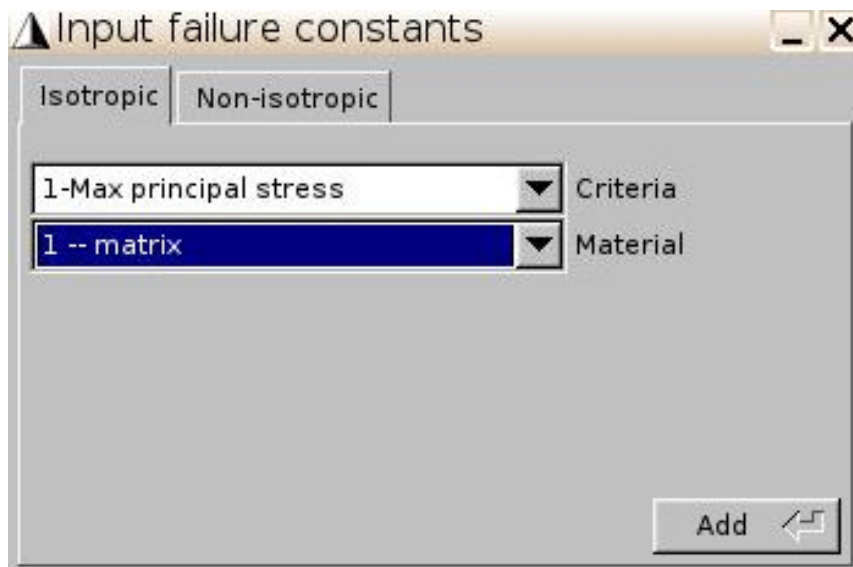 Input failure constants
Isotropic Non-isotropic
1-Max principal stress Criteria
1 -- matrix Material
Add